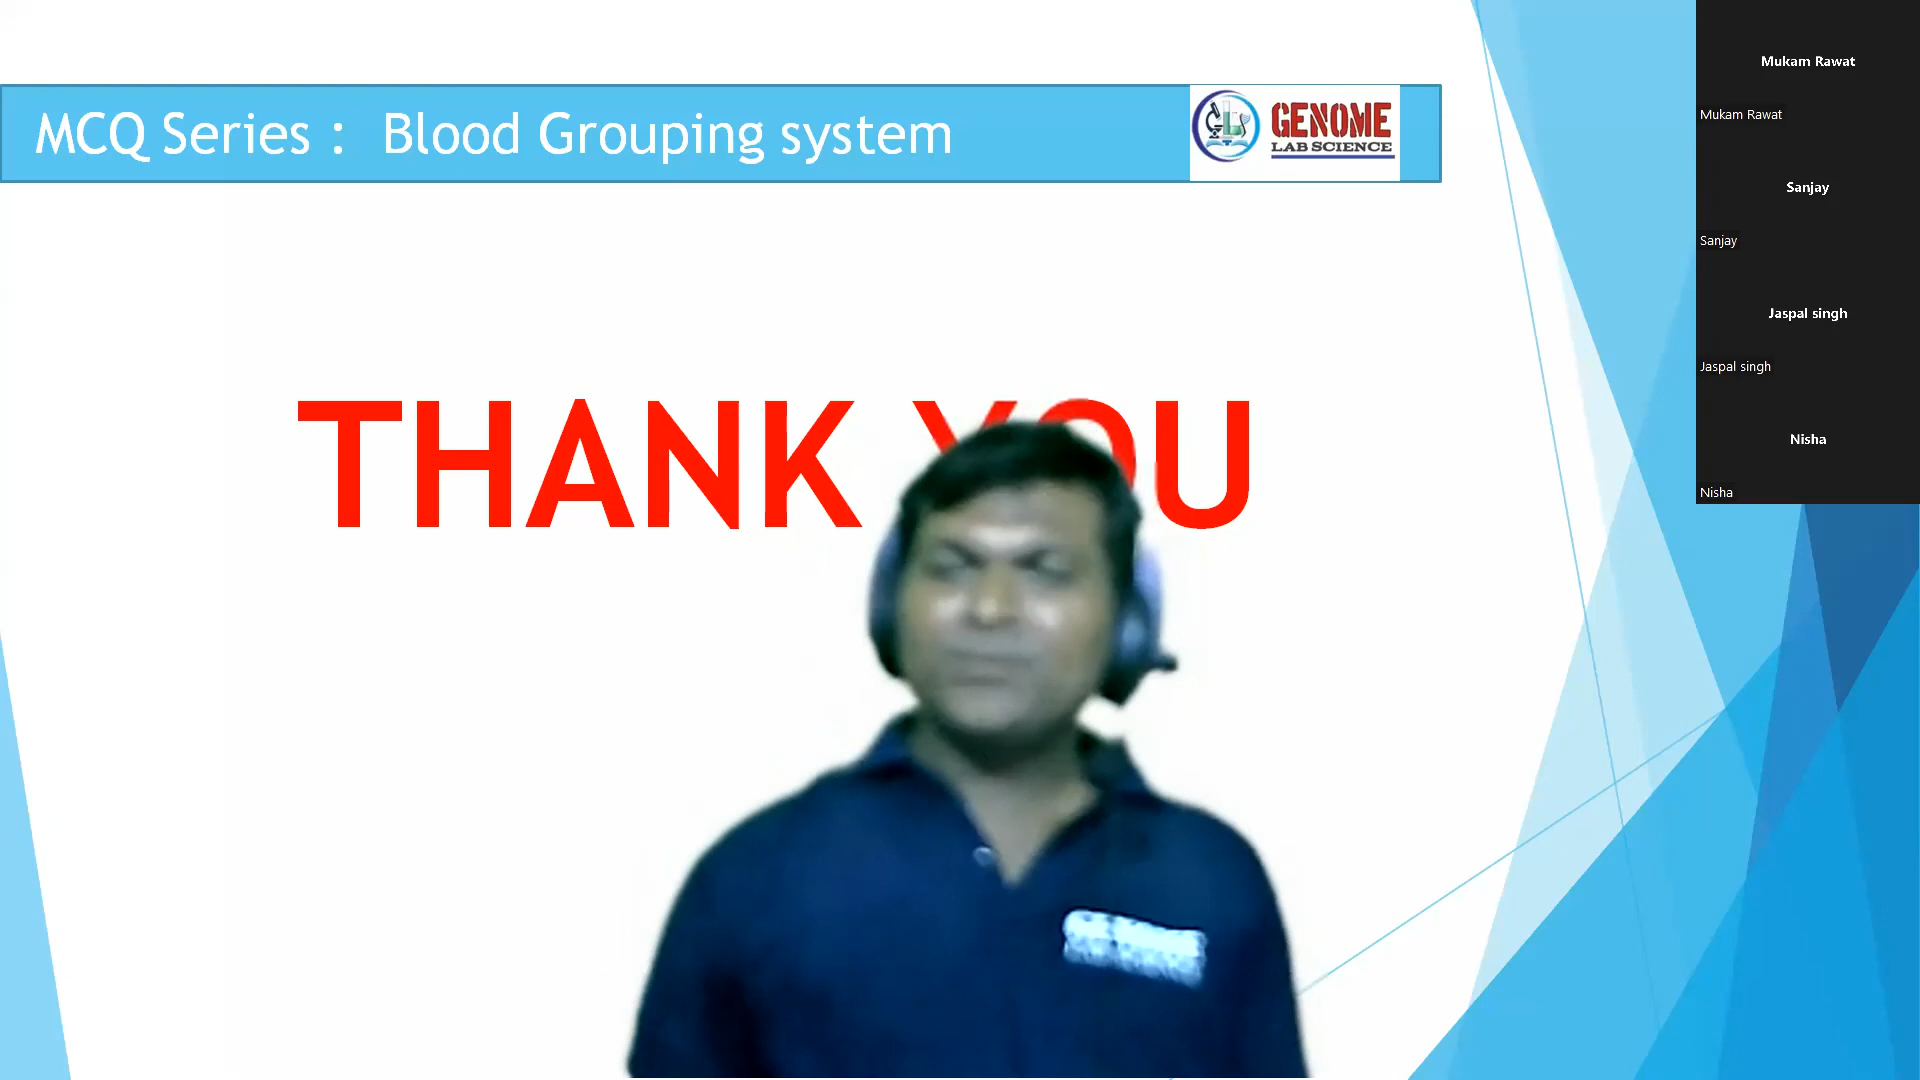 MCQ Series : Blood Grouping system
GENOME
LAB SCIENCE
THANK YOU
Mukam Rawat
Mukam Rawat
Sanjay
Sanjay
Jaspal singh
Jaspal singh
Nisha
Nisha